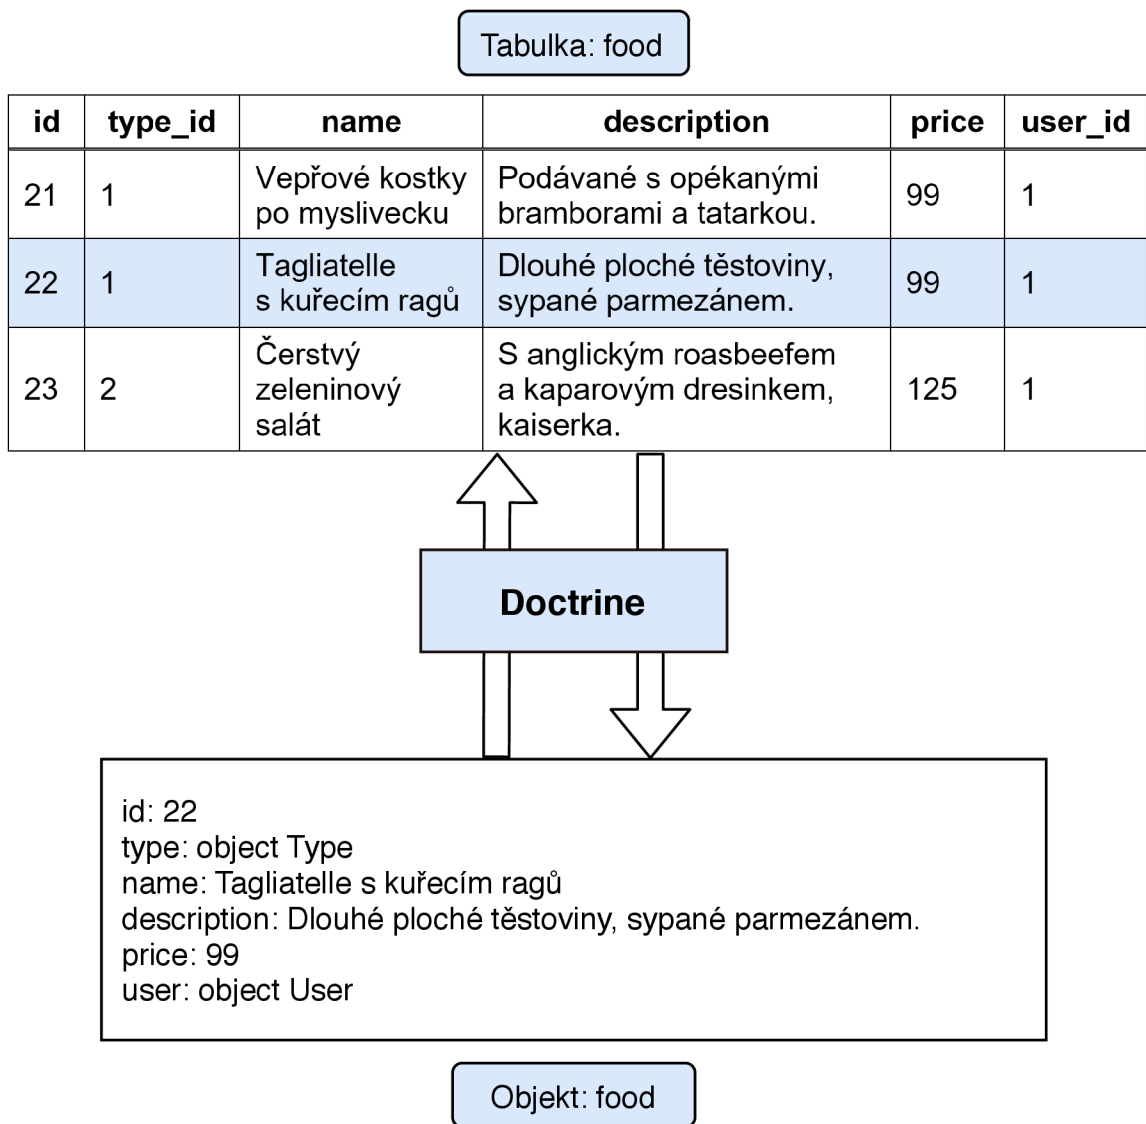 Tabulka: food
id type_id name description price user_id
21 1 Vepřové kostky po myslivecku Podávané s opékanými bramborami a tatarkou. 99 1
22 1 Tagliatelle s kuřecím ragů Dlouhé ploché těstoviny, sypané parmezánem. 99 1
23 2 Čerstvý zeleninový salát S anglickým roasbeefem a kaparovým dresinkem, kaiserka. 125 1
Doctrine
id: 22
type: object Type
name: Tagliatelle s kuřecím ragů
description: Dlouhé ploché těstoviny, sypané parmezánem.
price: 99
user: object User
Objekt: food